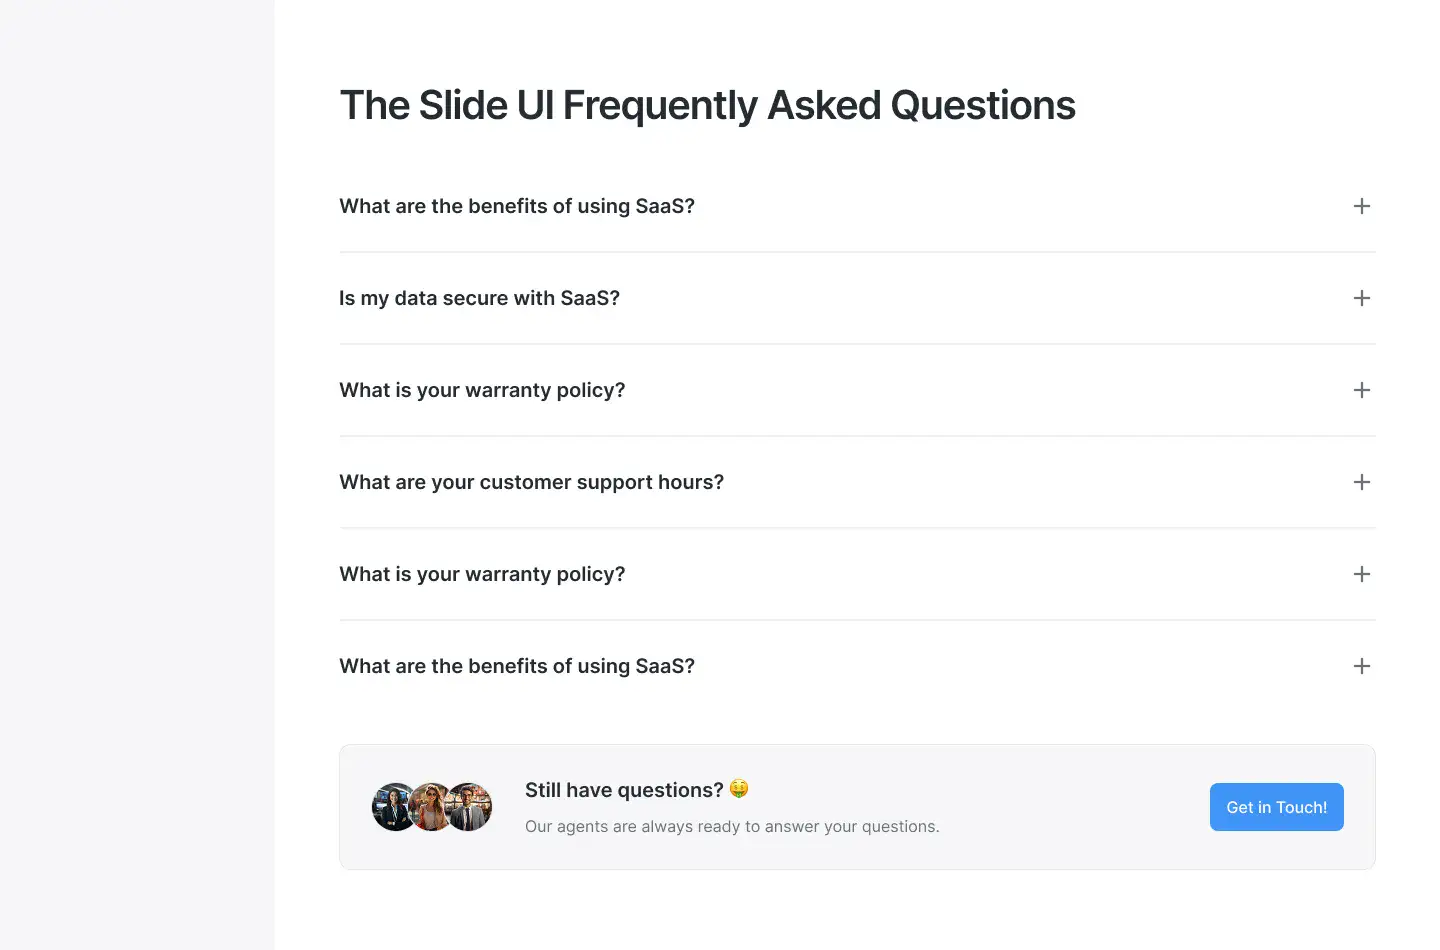 The Slide UI Frequently Asked Questions
What are the benefits of using SaaS?
Is my data secure with SaaS?
What is your warranty policy?
What are your customer support hours?
What is your warranty policy?
What are the benefits of using SaaS?
Still have questions? 🤑
Our agents are always ready to answer your questions.
Get in Touch!